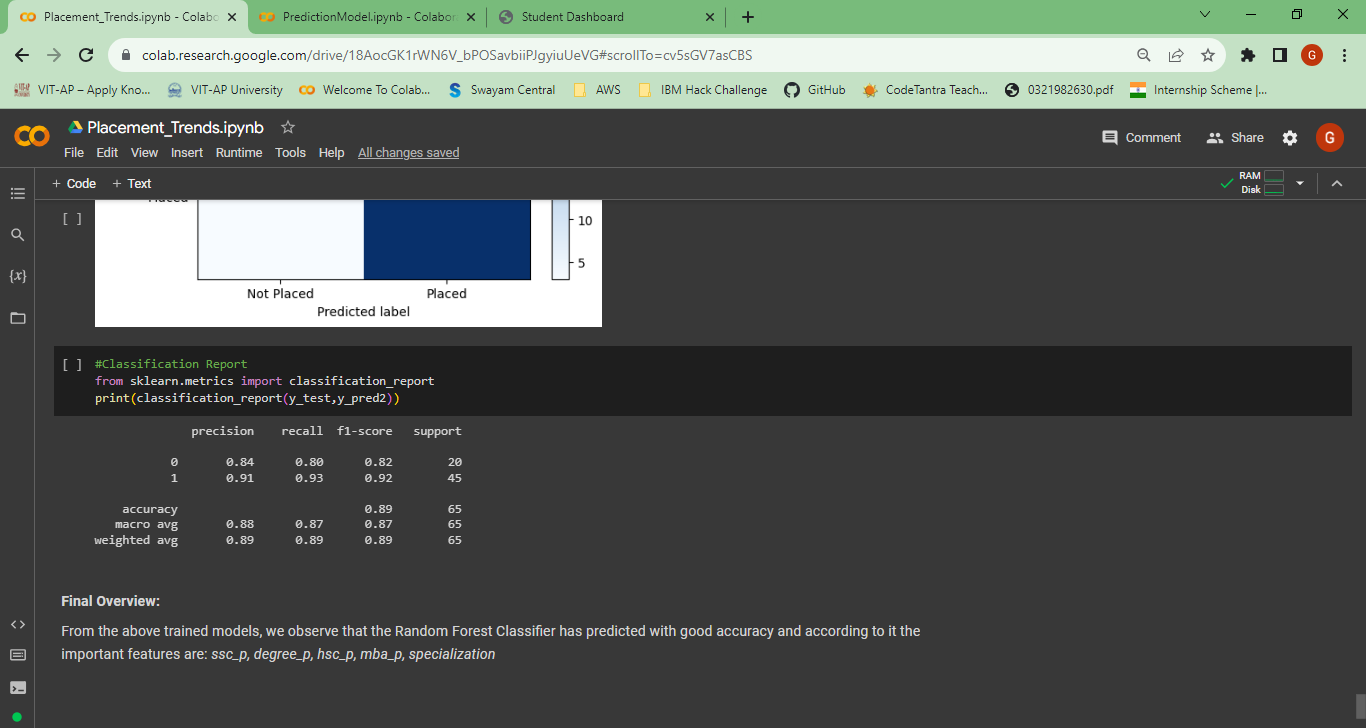 Placement_Trends.ipynb - Colabo
PredictionModel.ipynb - Colabor
Student Dashboard
colab.research.google.com/drive/18AocGK1rWN6V_bPOSavbiiPJgyiuUeVG#scrollTo=cv5sGV7asCBS
G
VIT-AP – Apply Kno...
VIT-AP University
Welcome To Colab...
Swayam Central
AWS
IBM Hack Challenge
GitHub
CodeTantra Teach...
0321982630.pdf
Internship Scheme |...
Placement_Trends.ipynb
Comment
Share
G
File Edit View Insert Runtime Tools Help All changes saved
+ Code + Text
RAM
Disk
{x}
[ ]
Placed
10
5
Not Placed Placed
Predicted label
[ ] #Classification Report
from sklearn.metrics import classification_report
print(classification_report(y_test,y_pred2))
precision recall f1-score support
0 0.84 0.80 0.82 20
1 0.91 0.93 0.92 45
accuracy 0.89 65
macro avg 0.88 0.87 0.87 65
weighted avg 0.89 0.89 0.89 65
Final Overview:
From the above trained models, we observe that the Random Forest Classifier has predicted with good accuracy and according to it the
important features are: ssc_p, degree_p, hsc_p, mba_p, specialization